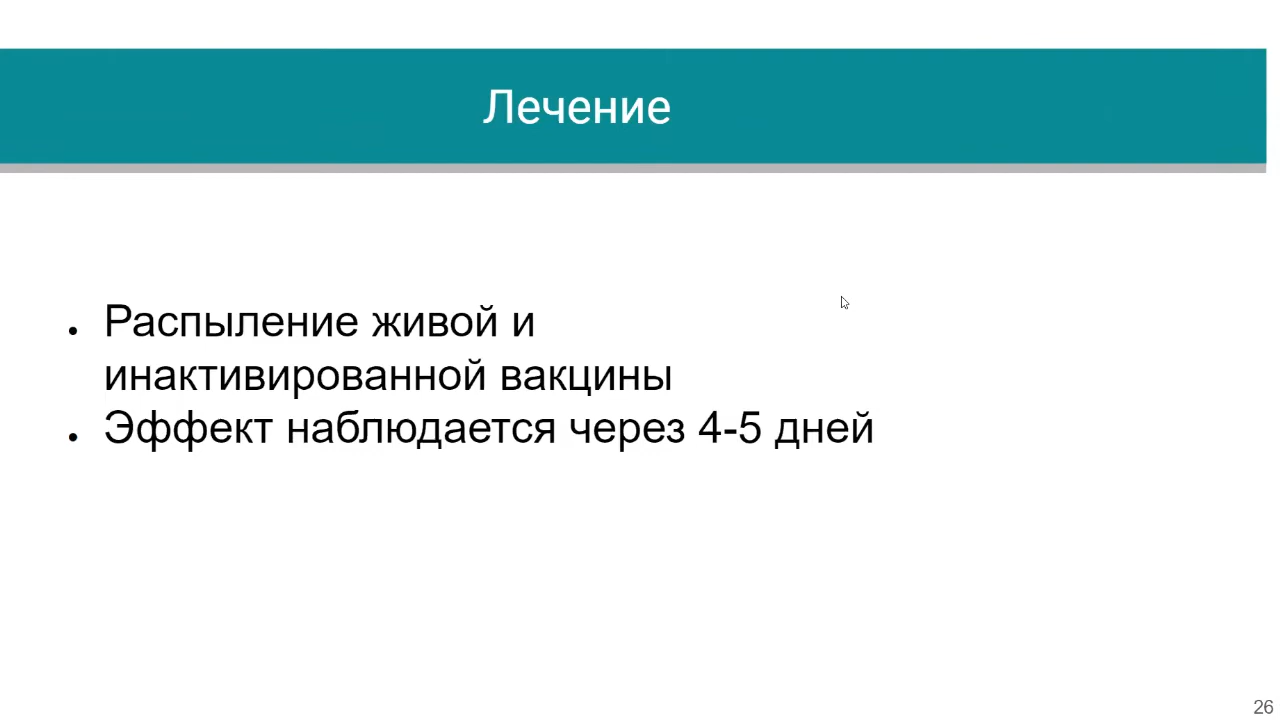 Лечение
• Распыление живой и
инактивированной вакцины
• Эффект наблюдается через 4-5 дней
26